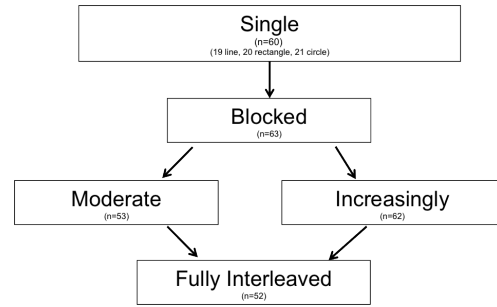 Single
(n=60)
(19 line, 20 rectangle, 21 circle)
Blocked
(n=63)
Moderate
(n=53)
Increasingly
(n=62)
Fully Interleaved
(n=52)